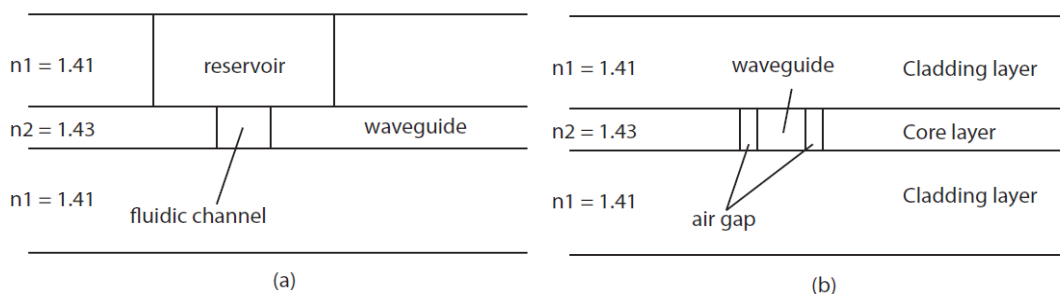 n1 = 1.41
reservoir
n2 = 1.43
waveguide
n1 = 1.41
fluidic channel
(a)
n1 = 1.41
waveguide
Cladding layer
n2 = 1.43
Core layer
n1 = 1.41
Cladding layer
air gap
(b)